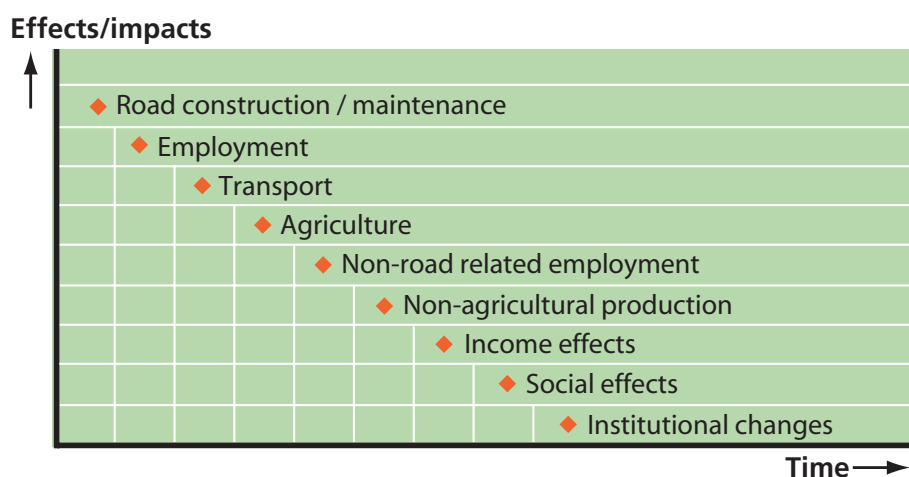 Effects/impacts
Road construction / maintenance
Employment
Transport
Agriculture
Non-road related employment
Non-agricultural production
Income effects
Social effects
Institutional changes
Time